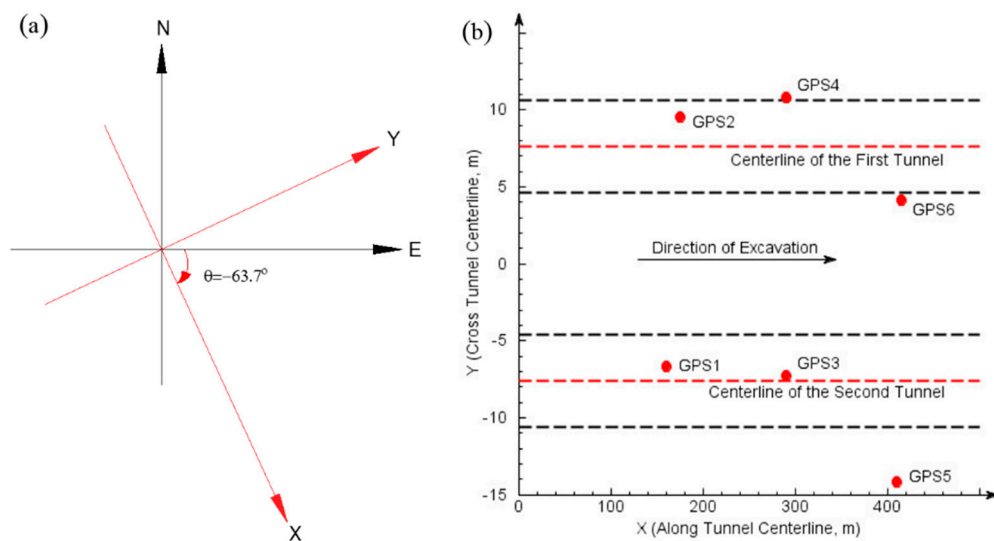 (a)
N
Y
E
θ=−63.7°
X
(b)
Y (Cross Tunnel Centerline, m)
10
5
0
-5
-10
-15
GPS4
GPS2
Centerline of the First Tunnel
GPS6
Direction of Excavation
GPS1
GPS3
Centerline of the Second Tunnel
GPS5
0 100 200 300 400
X (Along Tunnel Centerline, m)